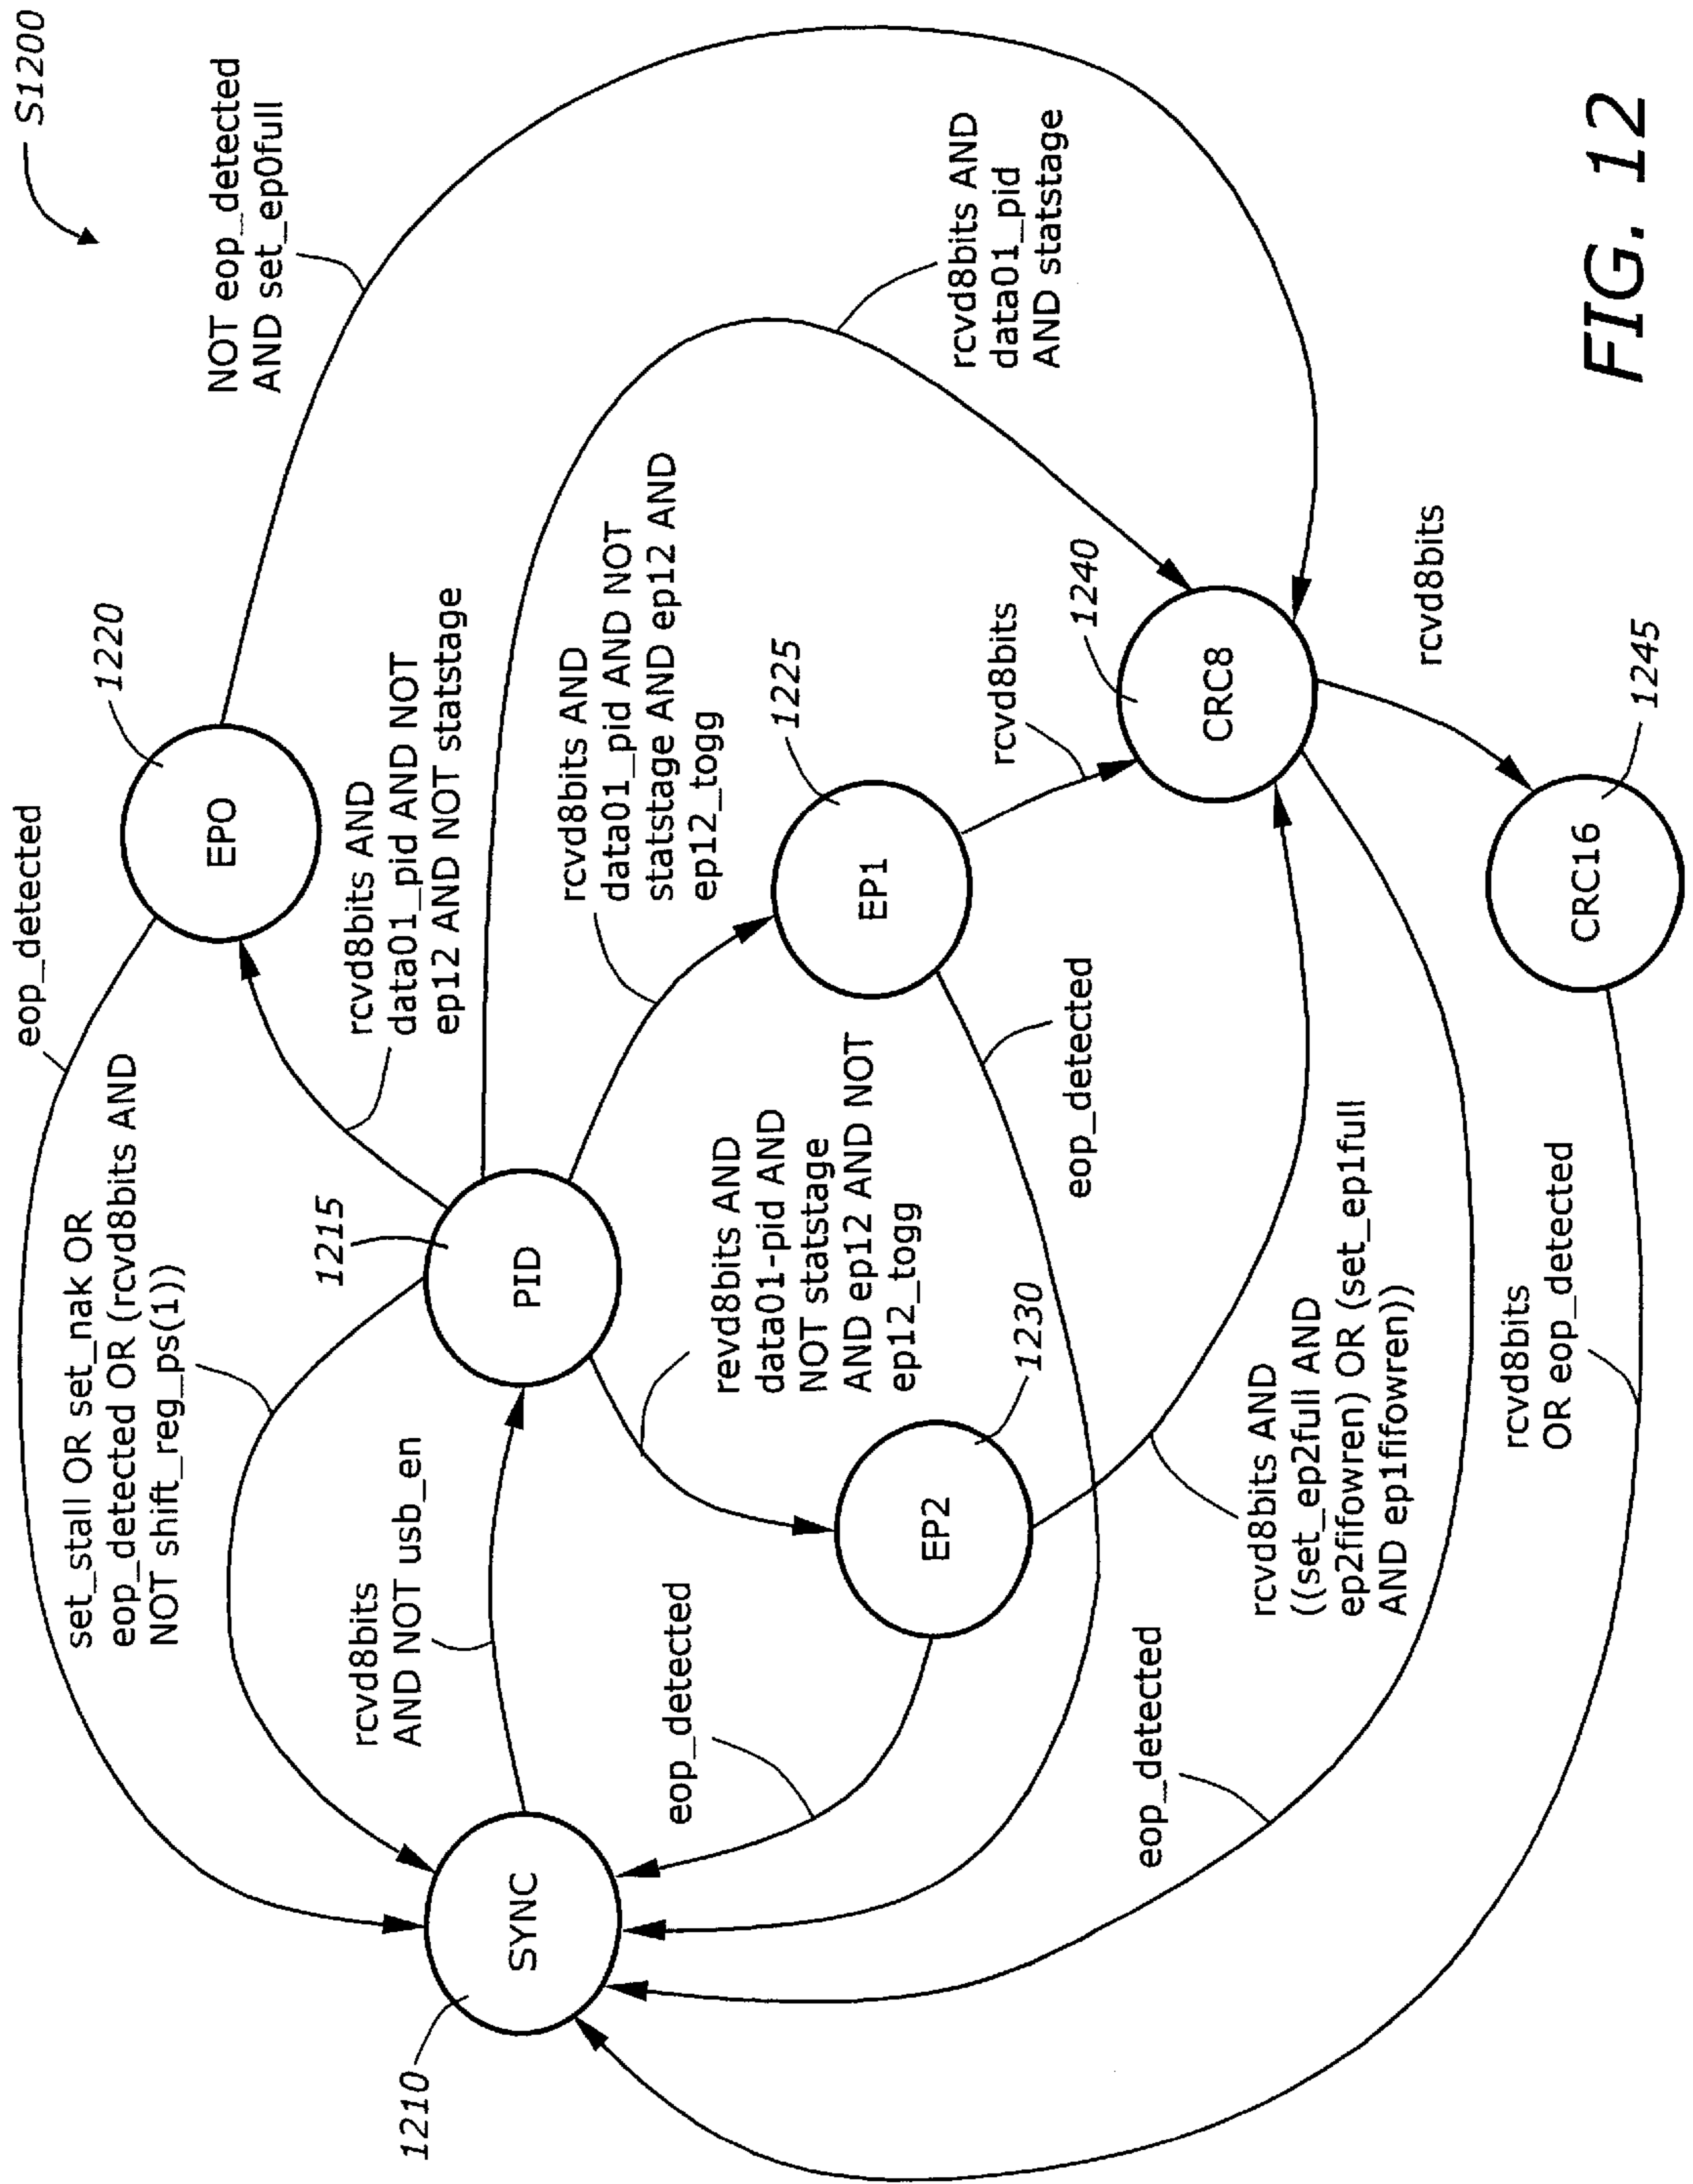 S1200
eop_detected
1220
EPO
NOT eop_detected
AND set_ep0full
set_stall OR set_nak OR
eop_detected OR (rcvd8bits AND
NOT shift_reg_ps(1))
1215
rcvd8bits AND
data01_pid AND NOT
ep12 AND NOT statstage
rcvd8bits AND
data01_pid
AND statstage
1210
SYNC
rcvd8bits
AND NOT usb_en
PID
rcvd8bits AND
data01_pid AND NOT
statstage AND ep12 AND
ep12_togg
1225
EP1
eop_detected
revd8bits AND
data01-pid AND
NOT statstage
AND ep12 AND NOT
ep12_togg
EP2
1230
eop_detected
rcvd8bits
1240
CRC8
eop_detected
rcvd8bits AND
((set_ep2full AND
ep2fifowren) OR (set_ep1full
AND ep1fifowren))
rcvd8bits
rcvd8bits
OR eop_detected
CRC16
1245
FIG. 12